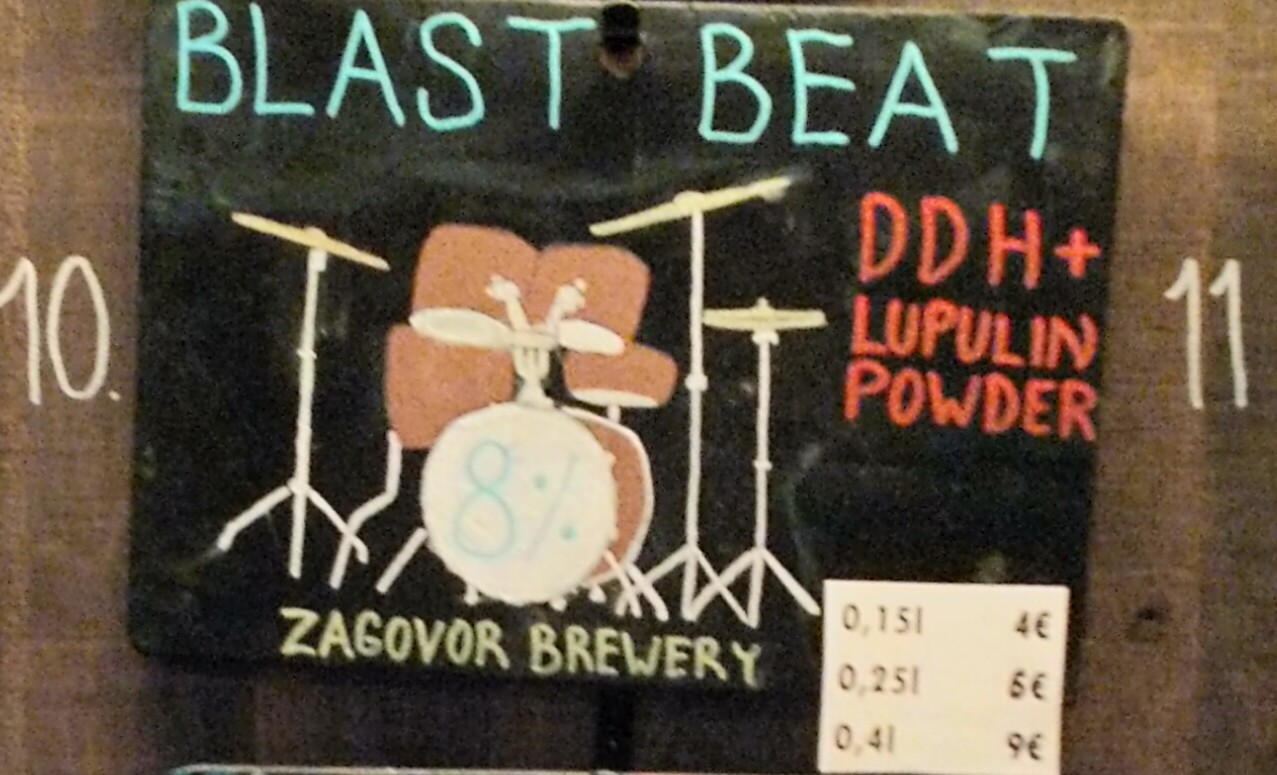 BLAST BEAT
DDH+
LUPULIN
POWDER
10.
11
8%
ZAGOVOR BREWERY
0,15l 4€
0,25l 6€
0,4l 9€